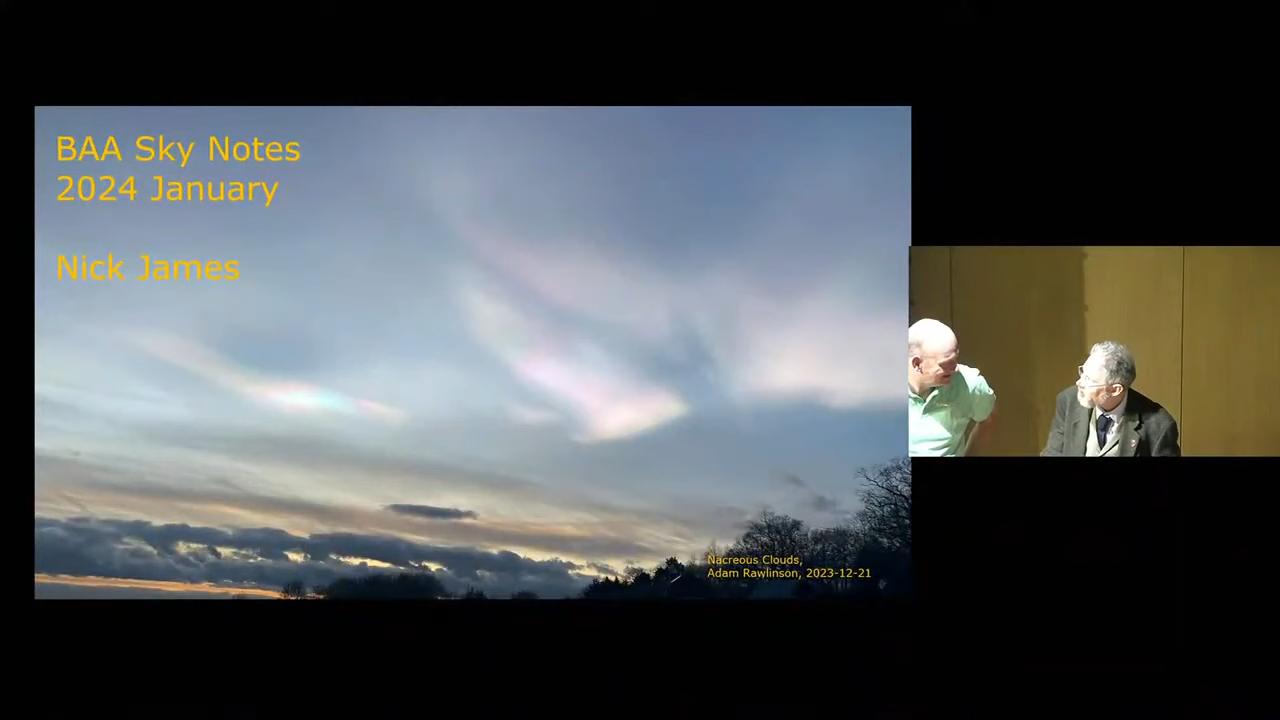 BAA Sky Notes
2024 January
Nick James
Nacreous Clouds,
Adam Rawlinson, 2023-12-21